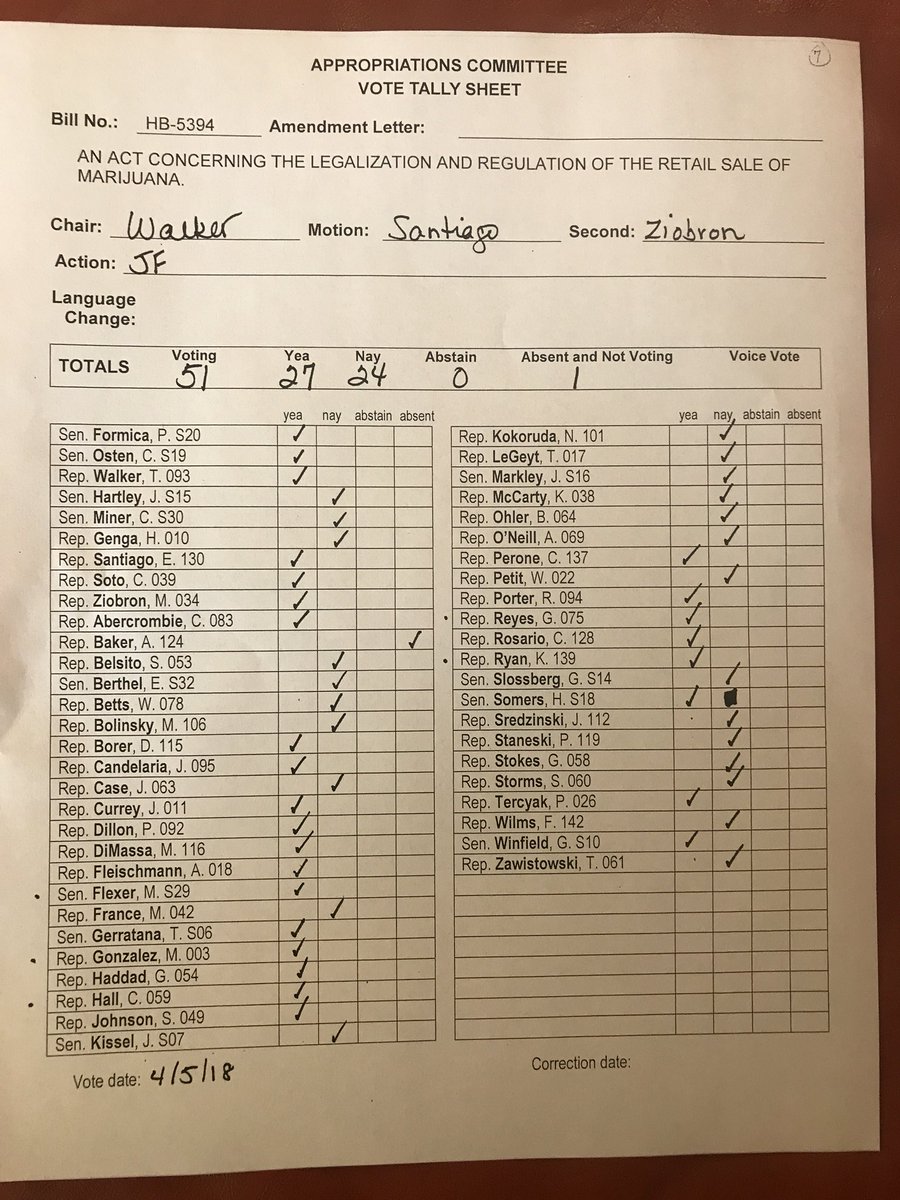 7
APPROPRIATIONS COMMITTEE
VOTE TALLY SHEET
Bill No.: HB-5394 Amendment Letter:
AN ACT CONCERNING THE LEGALIZATION AND REGULATION OF THE RETAIL SALE OF
MARIJUANA.
Chair: Walker Motion: Santiago Second: Ziobron
Action: JF
Language
Change:
TOTALS Voting 51 Yea 27 Nay 24 Abstain 0 Absent and Not Voting 1 Voice Vote
yea nay abstain absent
Sen. Formica, P. S20 ✓
Sen. Osten, C. S19 ✓
Rep. Walker, T. 093 ✓
Sen. Hartley, J. S15 ✓
Sen. Miner, C. S30 ✓
Rep. Genga, H. 010 ✓
Rep. Santiago, E. 130 ✓
Rep. Soto, C. 039 ✓
Rep. Ziobron, M. 034 ✓
Rep. Abercrombie, C. 083 ✓
Rep. Baker, A. 124 ✓
Rep. Belsito, S. 053 ✓
Sen. Berthel, E. S32 ✓
Rep. Betts, W. 078 ✓
Rep. Bolinsky, M. 106 ✓
Rep. Borer, D. 115 ✓
Rep. Candelaria, J. 095 ✓
Rep. Case, J. 063 ✓
Rep. Currey, J. 011 ✓
Rep. Dillon, P. 092 ✓
Rep. DiMassa, M. 116 ✓
Rep. Fleischmann, A. 018 ✓
Sen. Flexer, M. S29 ✓
Rep. France, M. 042 ✓
Sen. Gerratana, T. S06 ✓
Rep. Gonzalez, M. 003 ✓
Rep. Haddad, G. 054 ✓
Rep. Hall, C. 059 ✓
Rep. Johnson, S. 049 ✓
Sen. Kissel, J. S07 ✓
yea nay abstain absent
Rep. Kokoruda, N. 101 ✓
Rep. LeGeyt, T. 017 ✓
Sen. Markley, J. S16 ✓
Rep. McCarty, K. 038 ✓
Rep. Ohler, B. 064 ✓
Rep. O'Neill, A. 069 ✓
Rep. Perone, C. 137 ✓
Rep. Petit, W. 022 ✓
Rep. Porter, R. 094 ✓
Rep. Reyes, G. 075 ✓
Rep. Rosario, C. 128 ✓
Rep. Ryan, K. 139 ✓
Sen. Slossberg, G. S14 ✓
Sen. Somers, H. S18 ✓
Rep. Sredzinski, J. 112 ✓
Rep. Staneski, P. 119 ✓
Rep. Stokes, G. 058 ✓
Rep. Storms, S. 060 ✓
Rep. Tercyak, P. 026 ✓
Rep. Wilms, F. 142 ✓
Sen. Winfield, G. S10 ✓
Rep. Zawistowski, T. 061 ✓
Vote date: 4/5/18
Correction date: